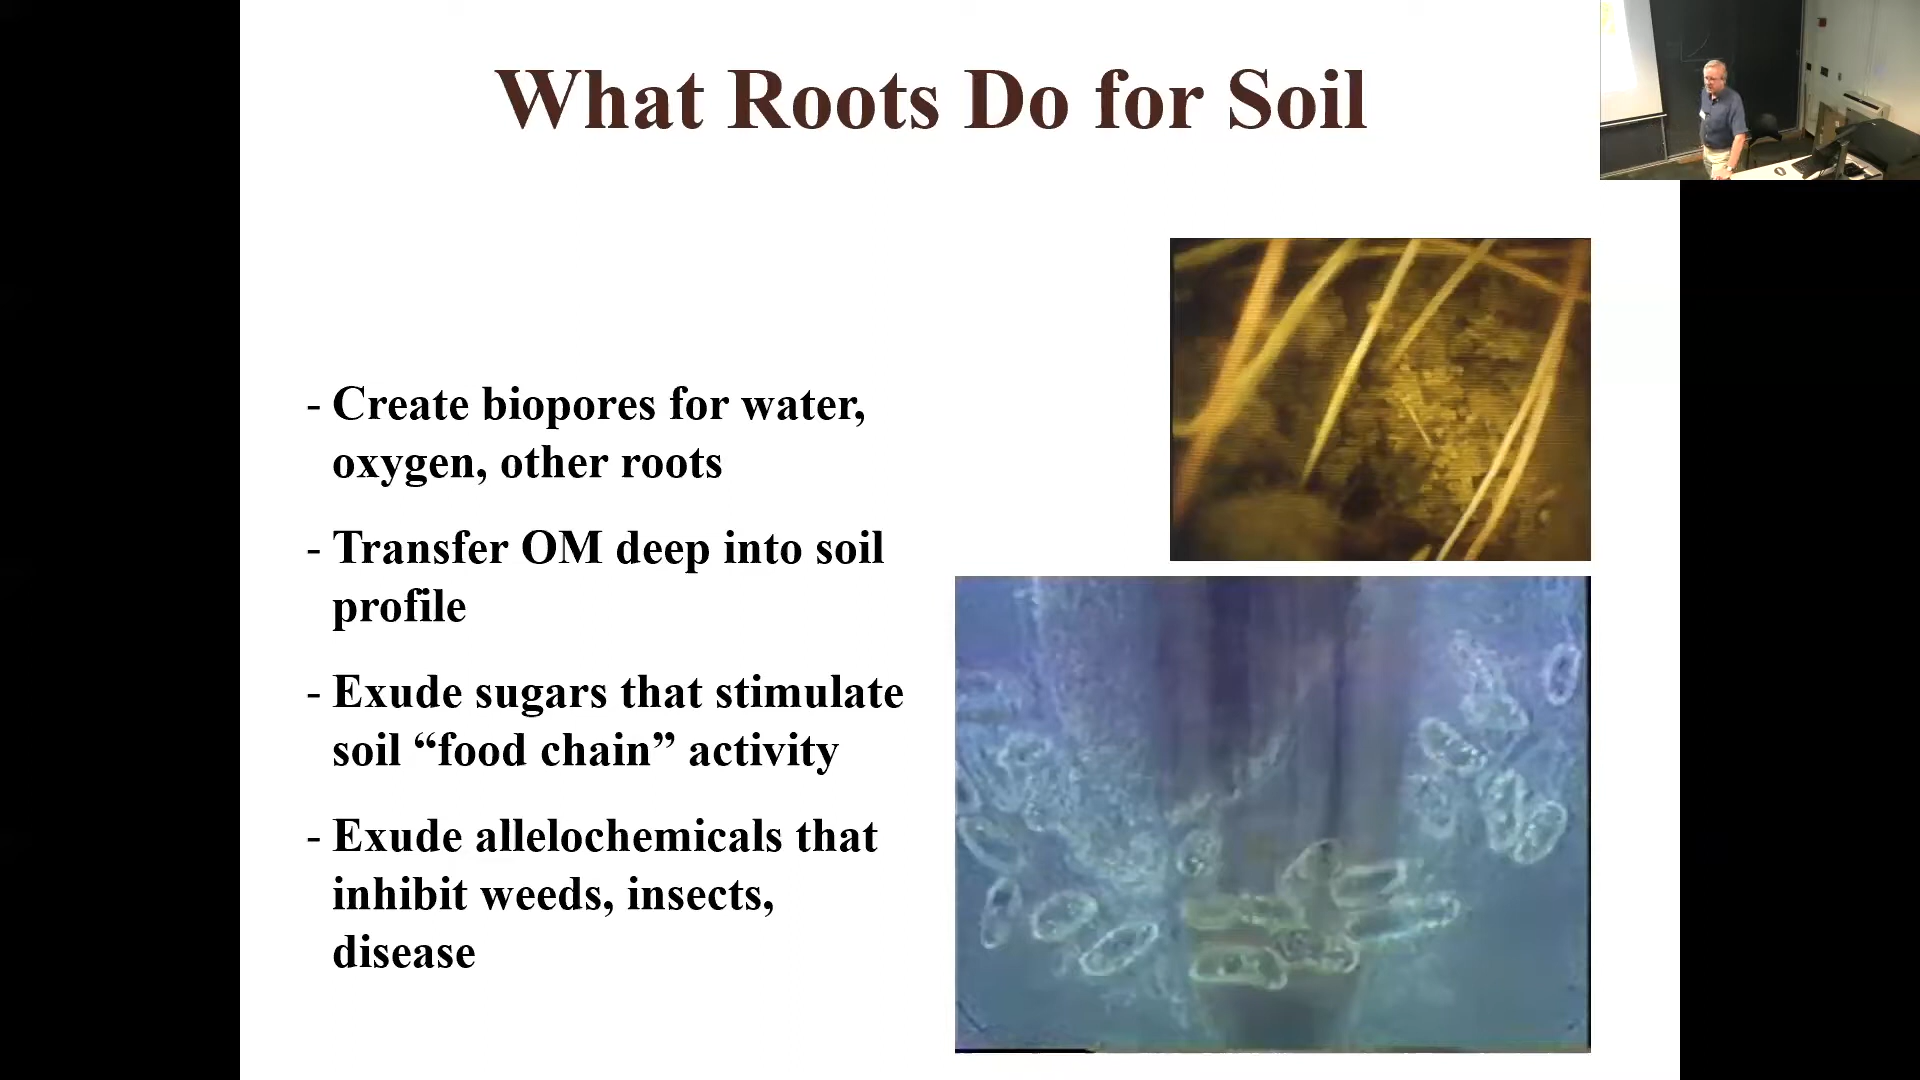 What Roots Do for Soil
- Create biopores for water,
oxygen, other roots
- Transfer OM deep into soil
profile
- Exude sugars that stimulate
soil “food chain” activity
- Exude allelochemicals that
inhibit weeds, insects,
disease